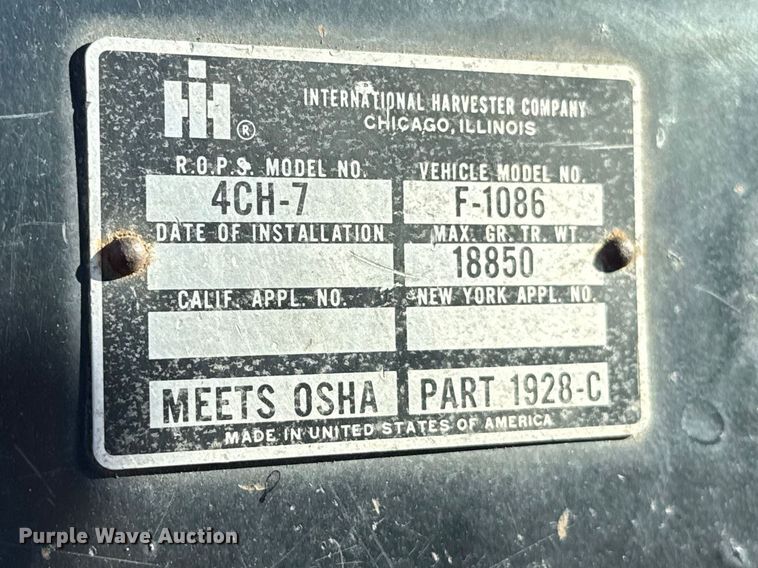 IH ®
INTERNATIONAL HARVESTER COMPANY
CHICAGO, ILLINOIS
R.O.P.S. MODEL NO. VEHICLE MODEL NO.
4CH-7 F-1086
DATE OF INSTALLATION MAX. GR. TR. WT.
18850
CALIF. APPL. NO. NEW YORK APPL. NO.
MEETS OSHA PART 1928-C
MADE IN UNITED STATES OF AMERICA
Purple Wave Auction®